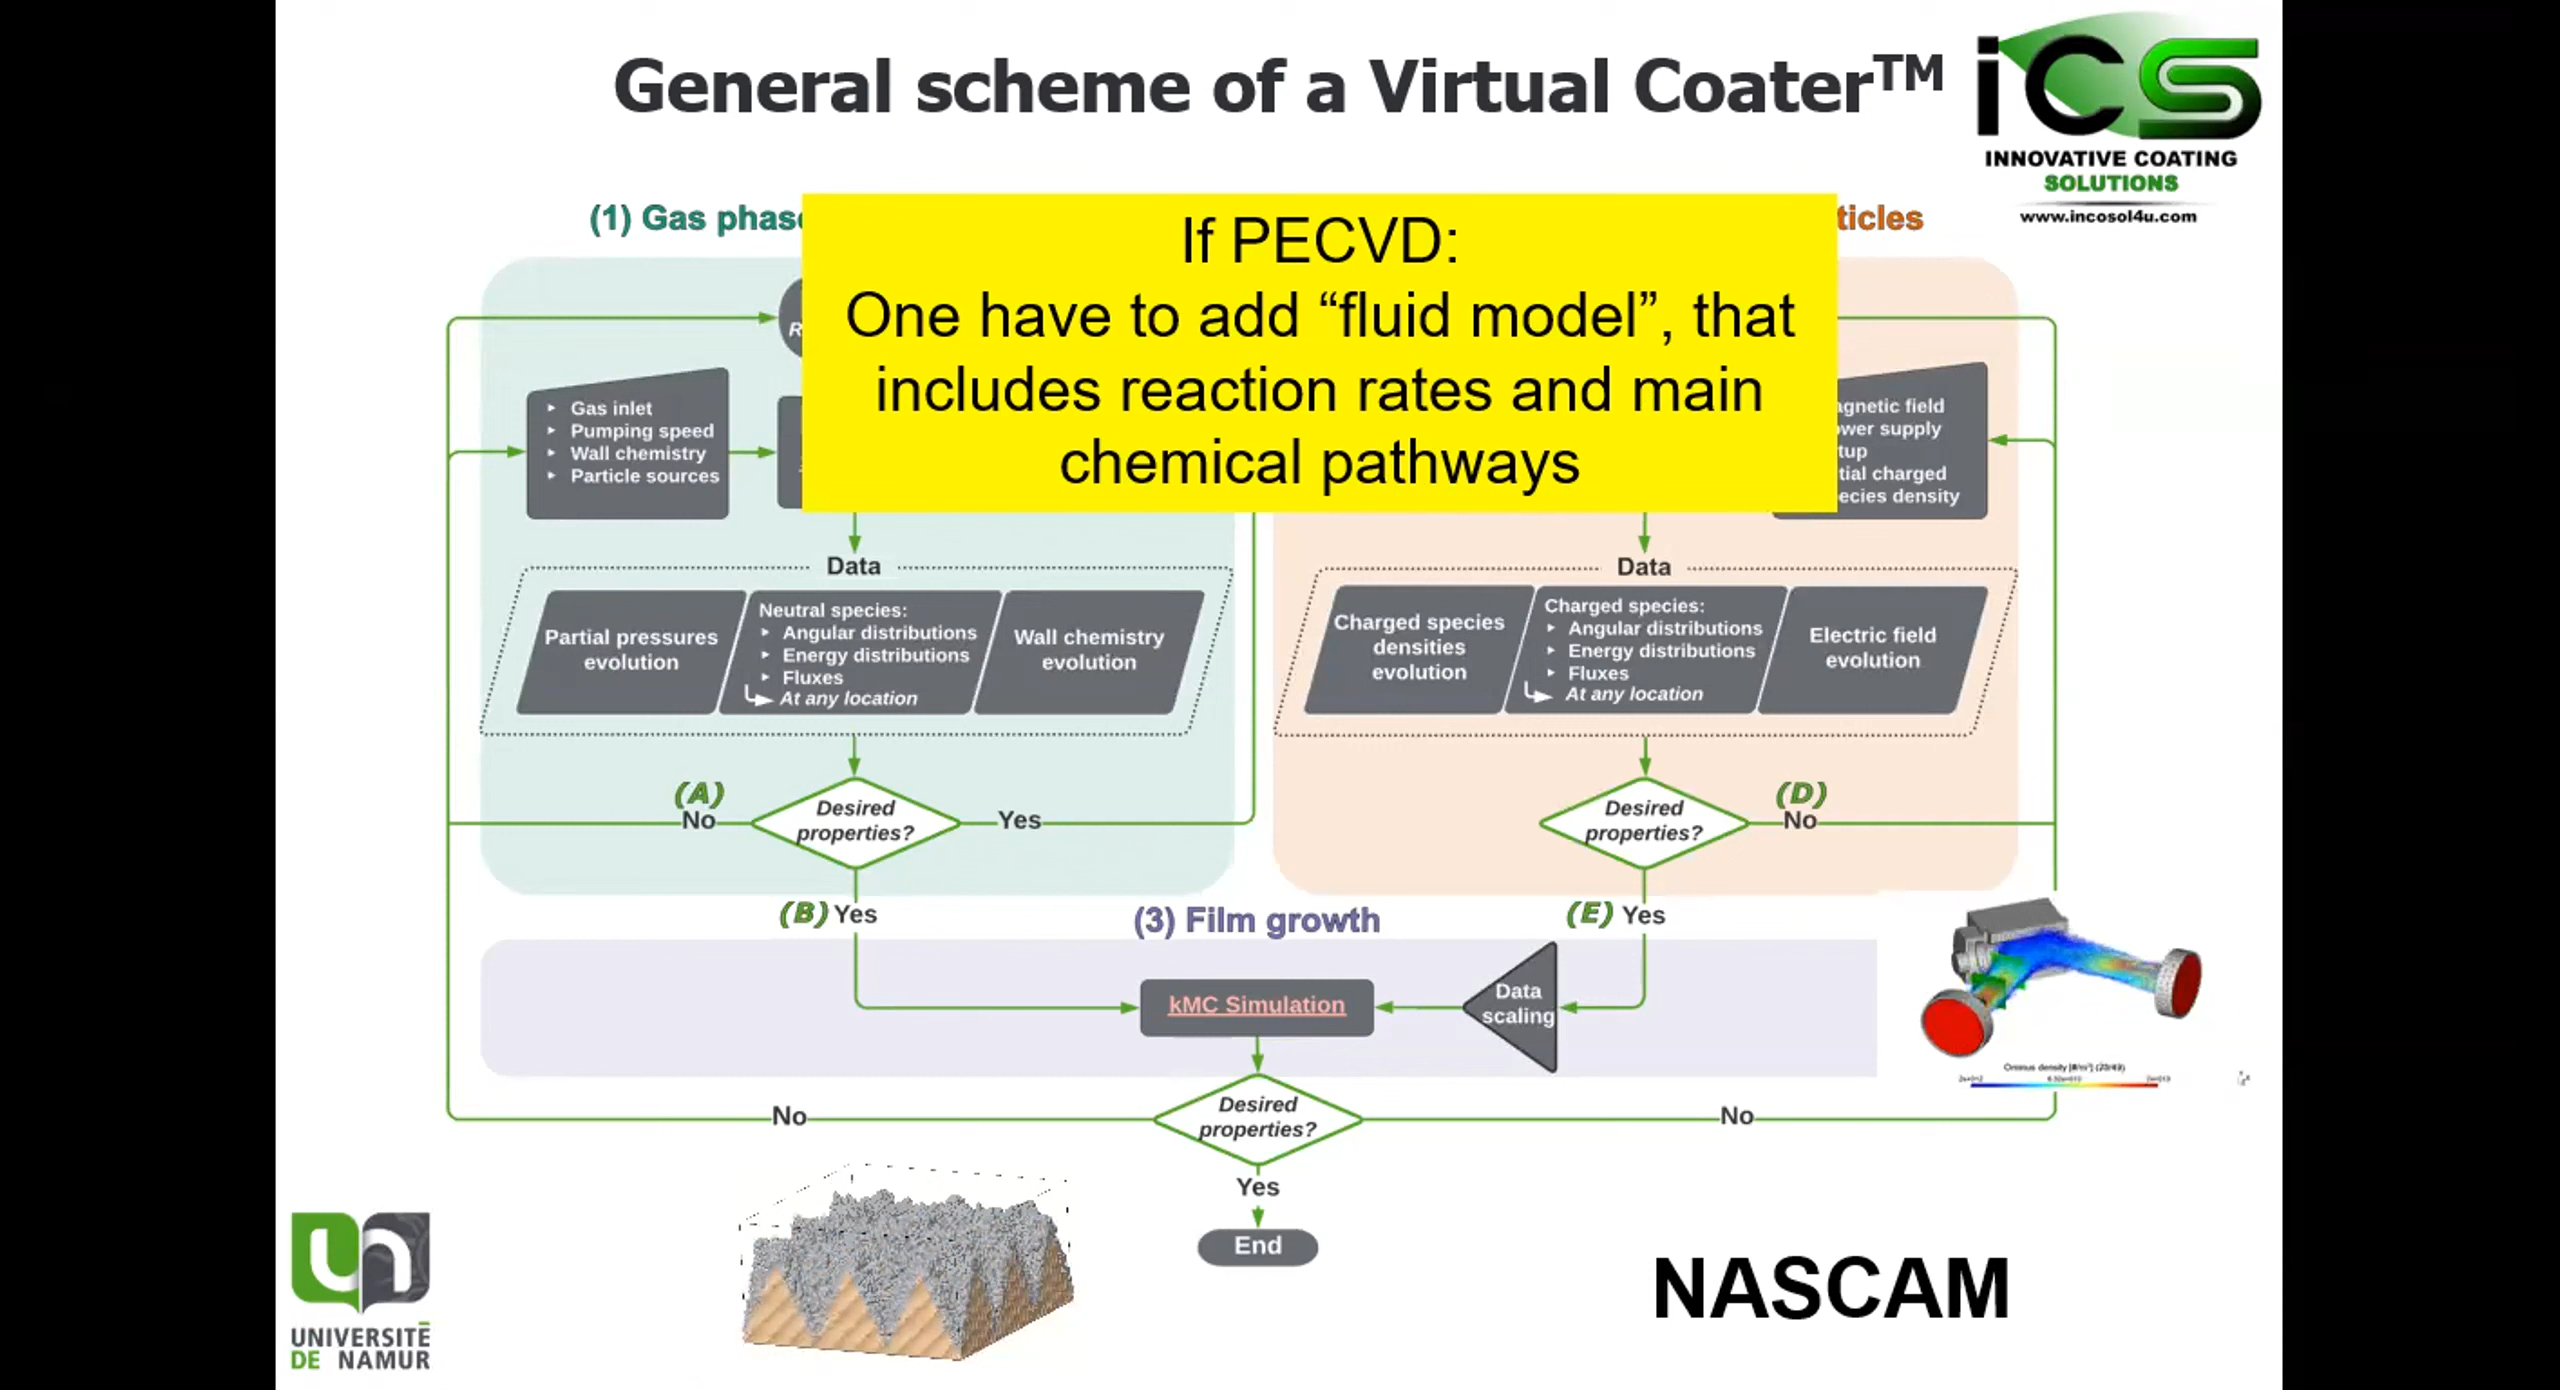 General scheme of a Virtual Coater™
iCS
INNOVATIVE COATING
SOLUTIONS
www.incosol4u.com
(1) Gas phase
ticles
If PECVD:
One have to add “fluid model”, that
includes reaction rates and main
chemical pathways
R
▸ Gas inlet
▸ Pumping speed
▸ Wall chemistry
▸ Particle sources
agnetic field
ower supply
tup
tial charged
ecies density
Data
Partial pressures
evolution
Neutral species:
▸ Angular distributions
▸ Energy distributions
▸ Fluxes
At any location
Wall chemistry
evolution
Data
Charged species
densities
evolution
Charged species:
▸ Angular distributions
▸ Energy distributions
▸ Fluxes
At any location
Electric field
evolution
(A)
No
Desired
properties?
Yes
Desired
properties?
(D)
No
(B) Yes
(3) Film growth
(E) Yes
kMC Simulation
Data
scaling
No
Desired
properties?
No
Yes
End
NASCAM
UNIVERSITÉ
DE NAMUR